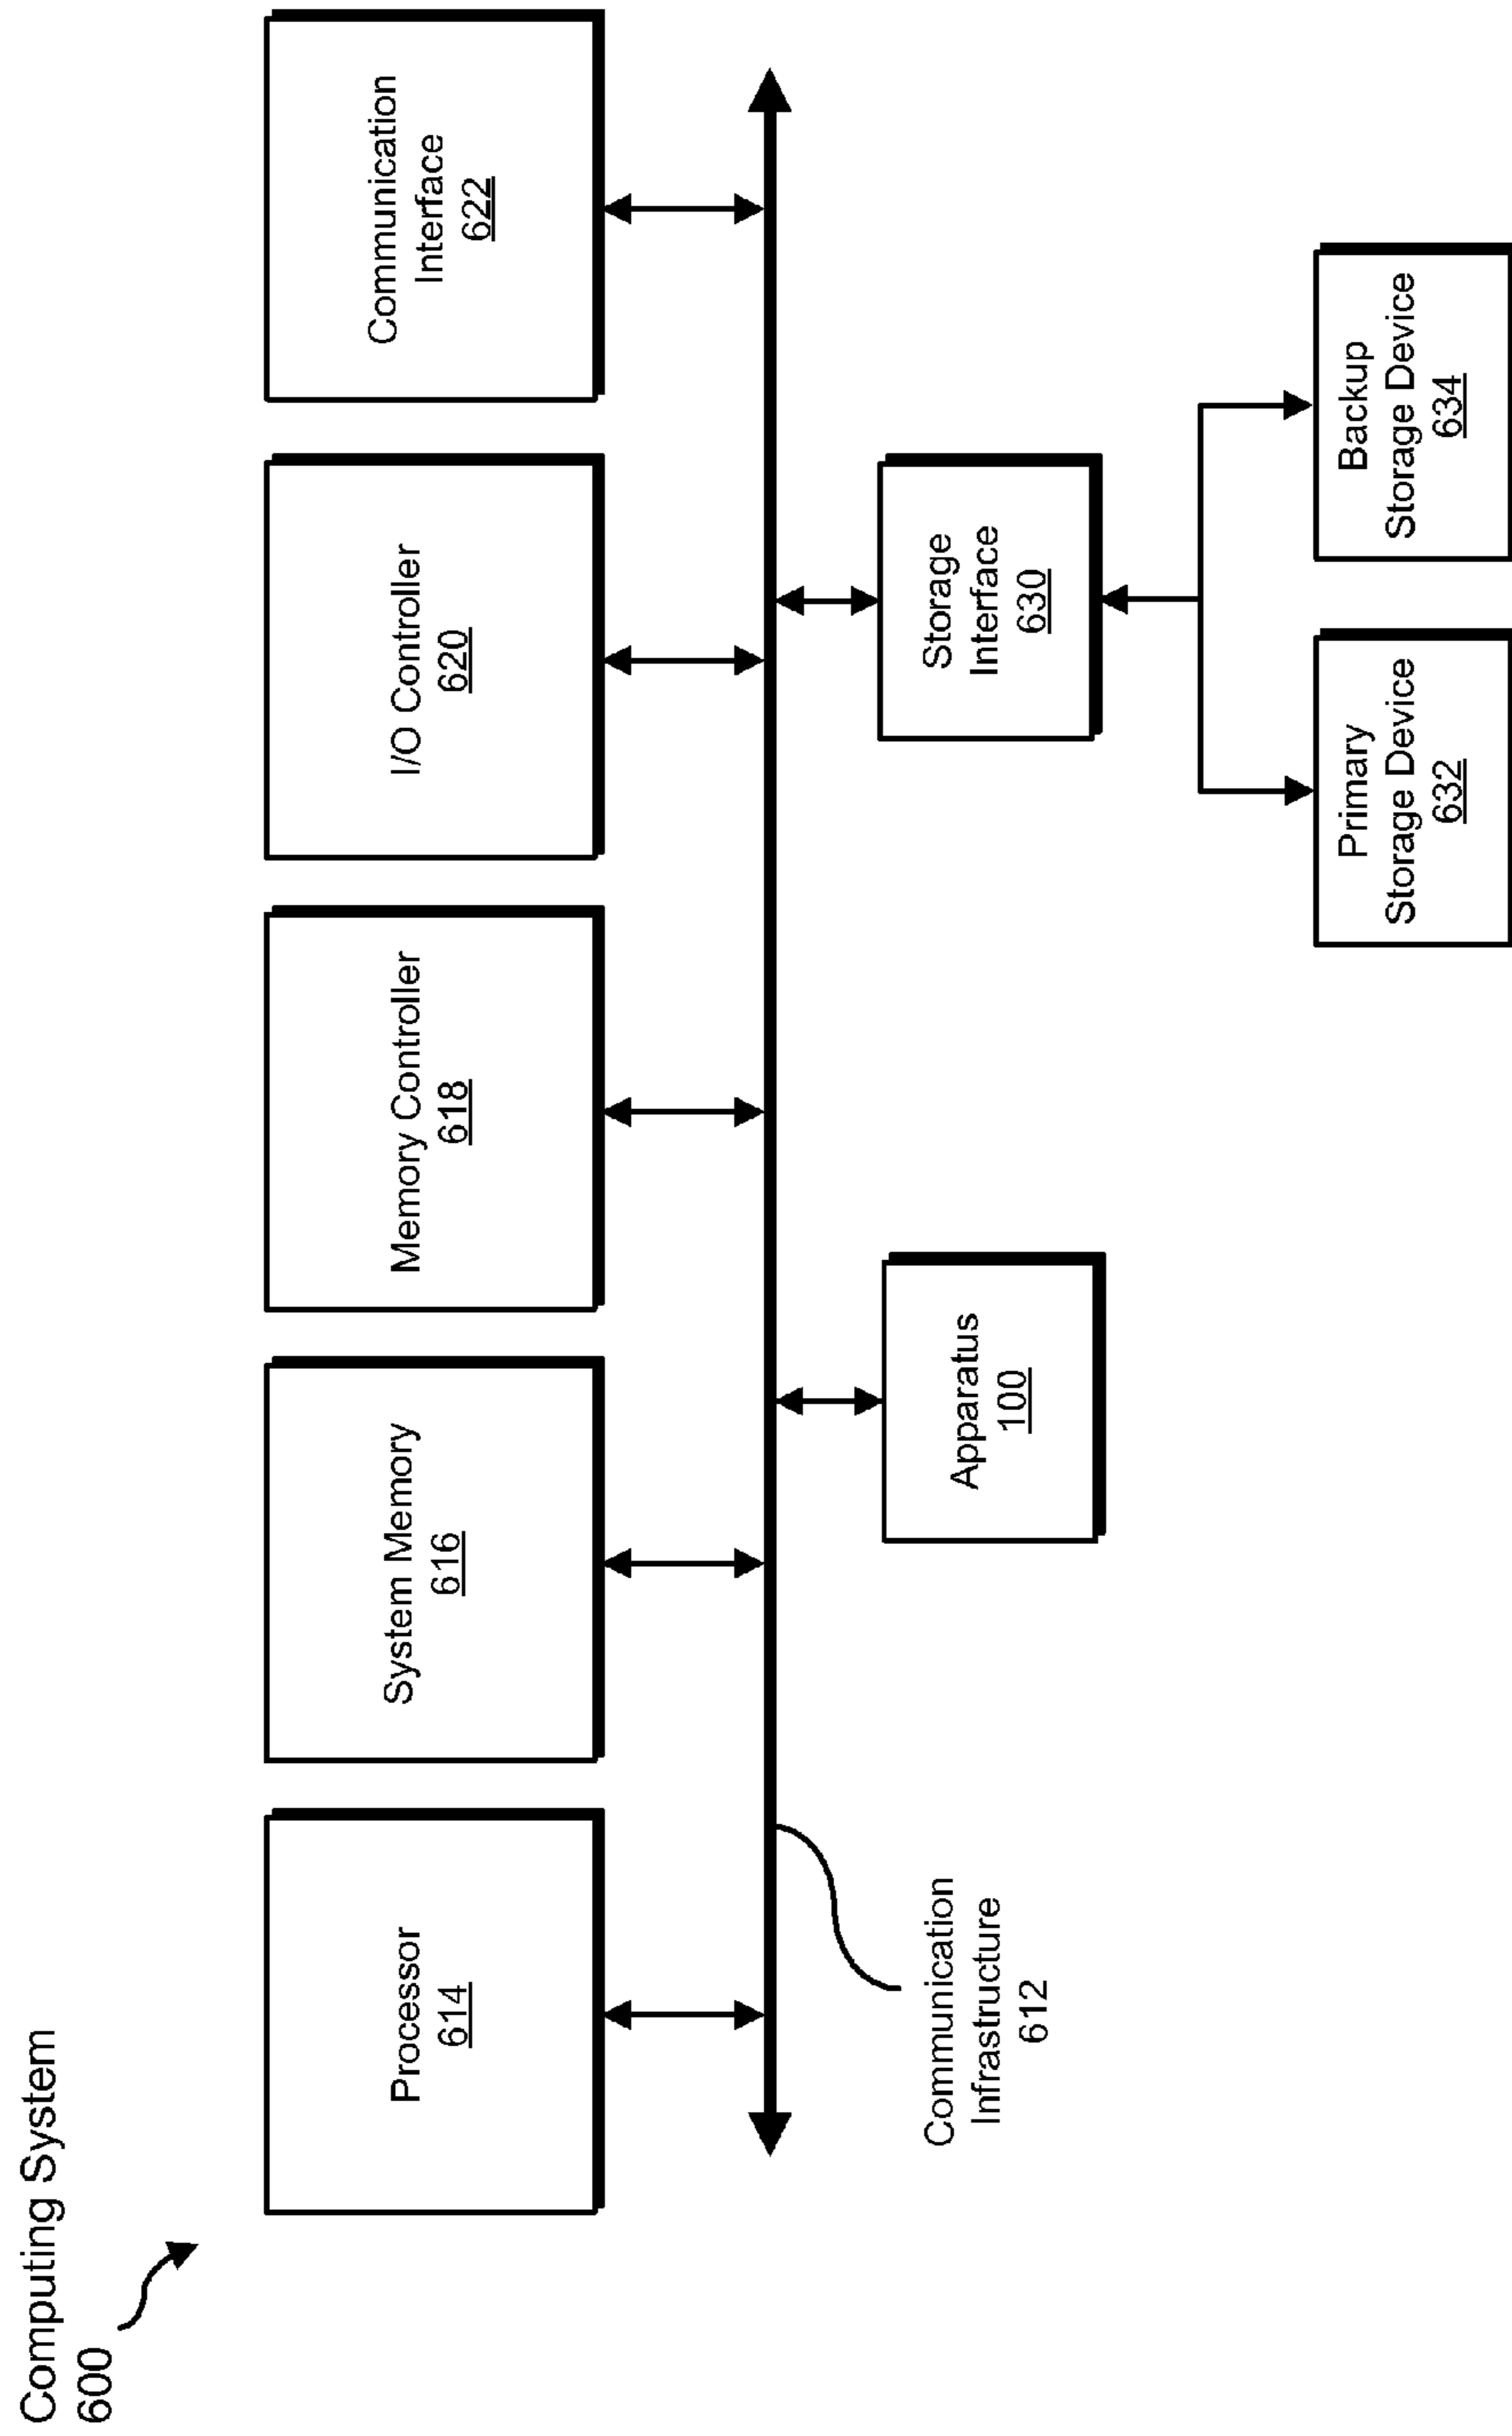 Computing System
600
Processor
614
System Memory
616
Memory Controller
618
I/O Controller
620
Communication
Interface
622
Communication
Infrastructure
612
Apparatus
100
Storage
Interface
630
Primary
Storage Device
632
Backup
Storage Device
634